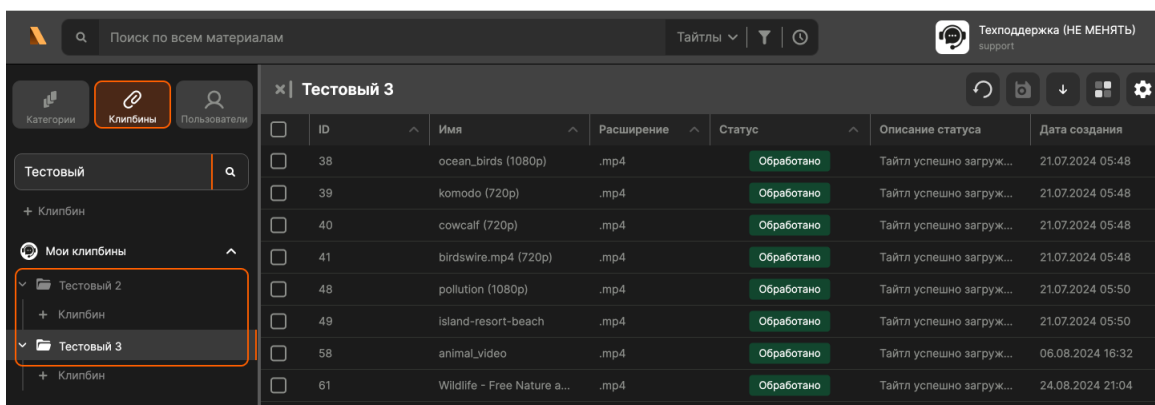 Поиск по всем материалам
Тайтлы
Техподдержка (НЕ МЕНЯТЬ)
support
Категории
Клипбины
Пользователи
Тестовый
+ Клипбин
Мои клипбины
Тестовый 2
+ Клипбин
Тестовый 3
+ Клипбин
Тестовый 3
ID Имя Расширение Статус Описание статуса Дата создания
38 ocean_birds (1080p) .mp4 Обработано Тайтл успешно загруж... 21.07.2024 05:48
39 komodo (720p) .mp4 Обработано Тайтл успешно загруж... 21.07.2024 05:48
40 cowcalf (720p) .mp4 Обработано Тайтл успешно загруж... 21.07.2024 05:48
41 birdswire.mp4 (720p) .mp4 Обработано Тайтл успешно загруж... 21.07.2024 05:48
48 pollution (1080p) .mp4 Обработано Тайтл успешно загруж... 21.07.2024 05:50
49 island-resort-beach .mp4 Обработано Тайтл успешно загруж... 21.07.2024 05:50
58 animal_video .mp4 Обработано Тайтл успешно загруж... 06.08.2024 16:32
61 Wildlife - Free Nature a... .mp4 Обработано Тайтл успешно загруж... 24.08.2024 21:04